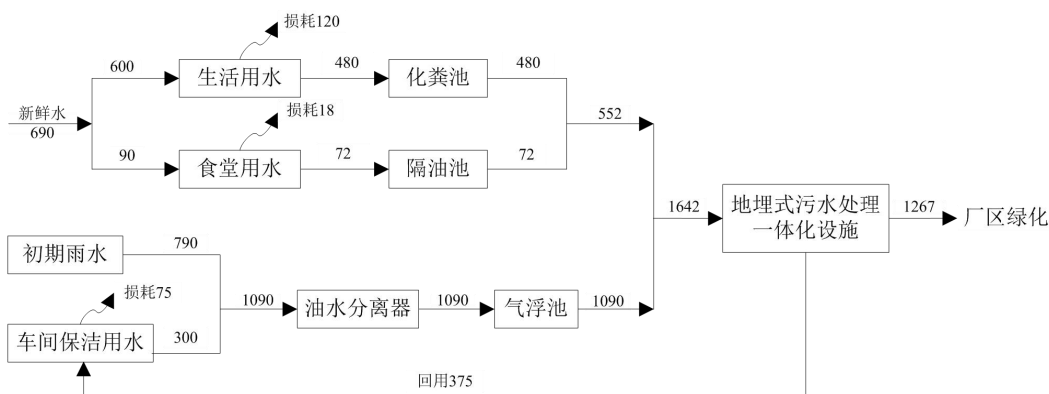 损耗120
600
生活用水
480
化粪池
480
新鲜水
690
损耗18
552
90
食堂用水
72
隔油池
72
1642
地埋式污水处理
一体化设施
1267
厂区绿化
初期雨水
790
损耗75
1090
油水分离器
1090
气浮池
1090
车间保洁用水
300
回用375